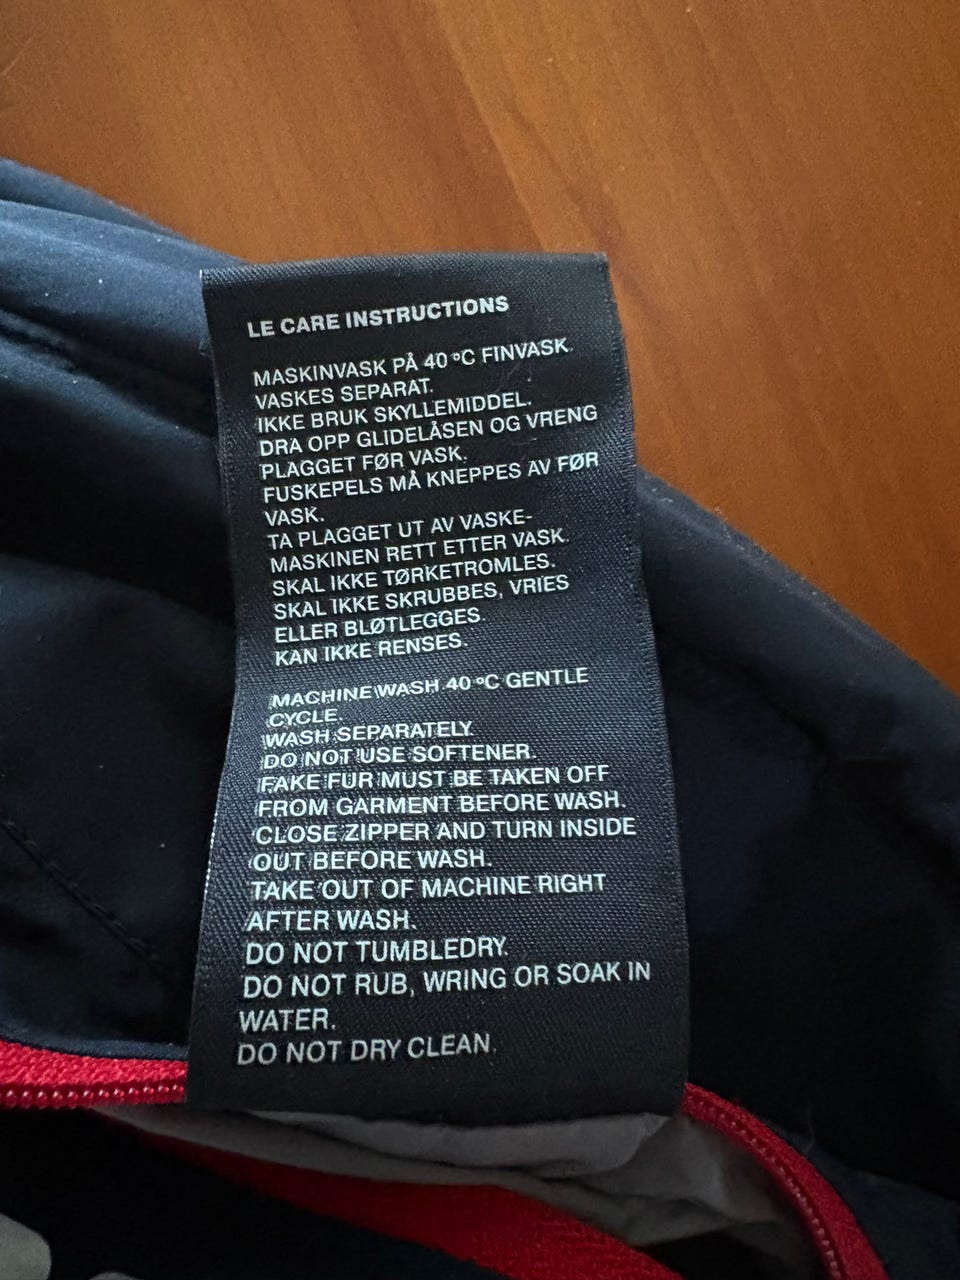 LE CARE INSTRUCTIONS
MASKINVASK PÅ 40 °C FINVASK.
VASKES SEPARAT.
IKKE BRUK SKYLLEMIDDEL.
DRA OPP GLIDELÅSEN OG VRENG
PLAGGET FØR VASK.
FUSKEPELS MÅ KNEPPES AV FØR
VASK.
TA PLAGGET UT AV VASKE-
MASKINEN RETT ETTER VASK.
SKAL IKKE TØRKETROMLES.
SKAL IKKE SKRUBBES, VRIES
ELLER BLØTLEGGES.
KAN IKKE RENSES.
MACHINE WASH 40 °C GENTLE
CYCLE.
WASH SEPARATELY.
DO NOT USE SOFTENER.
FAKE FUR MUST BE TAKEN OFF
FROM GARMENT BEFORE WASH.
CLOSE ZIPPER AND TURN INSIDE
OUT BEFORE WASH.
TAKE OUT OF MACHINE RIGHT
AFTER WASH.
DO NOT TUMBLEDRY.
DO NOT RUB, WRING OR SOAK IN
WATER.
DO NOT DRY CLEAN.